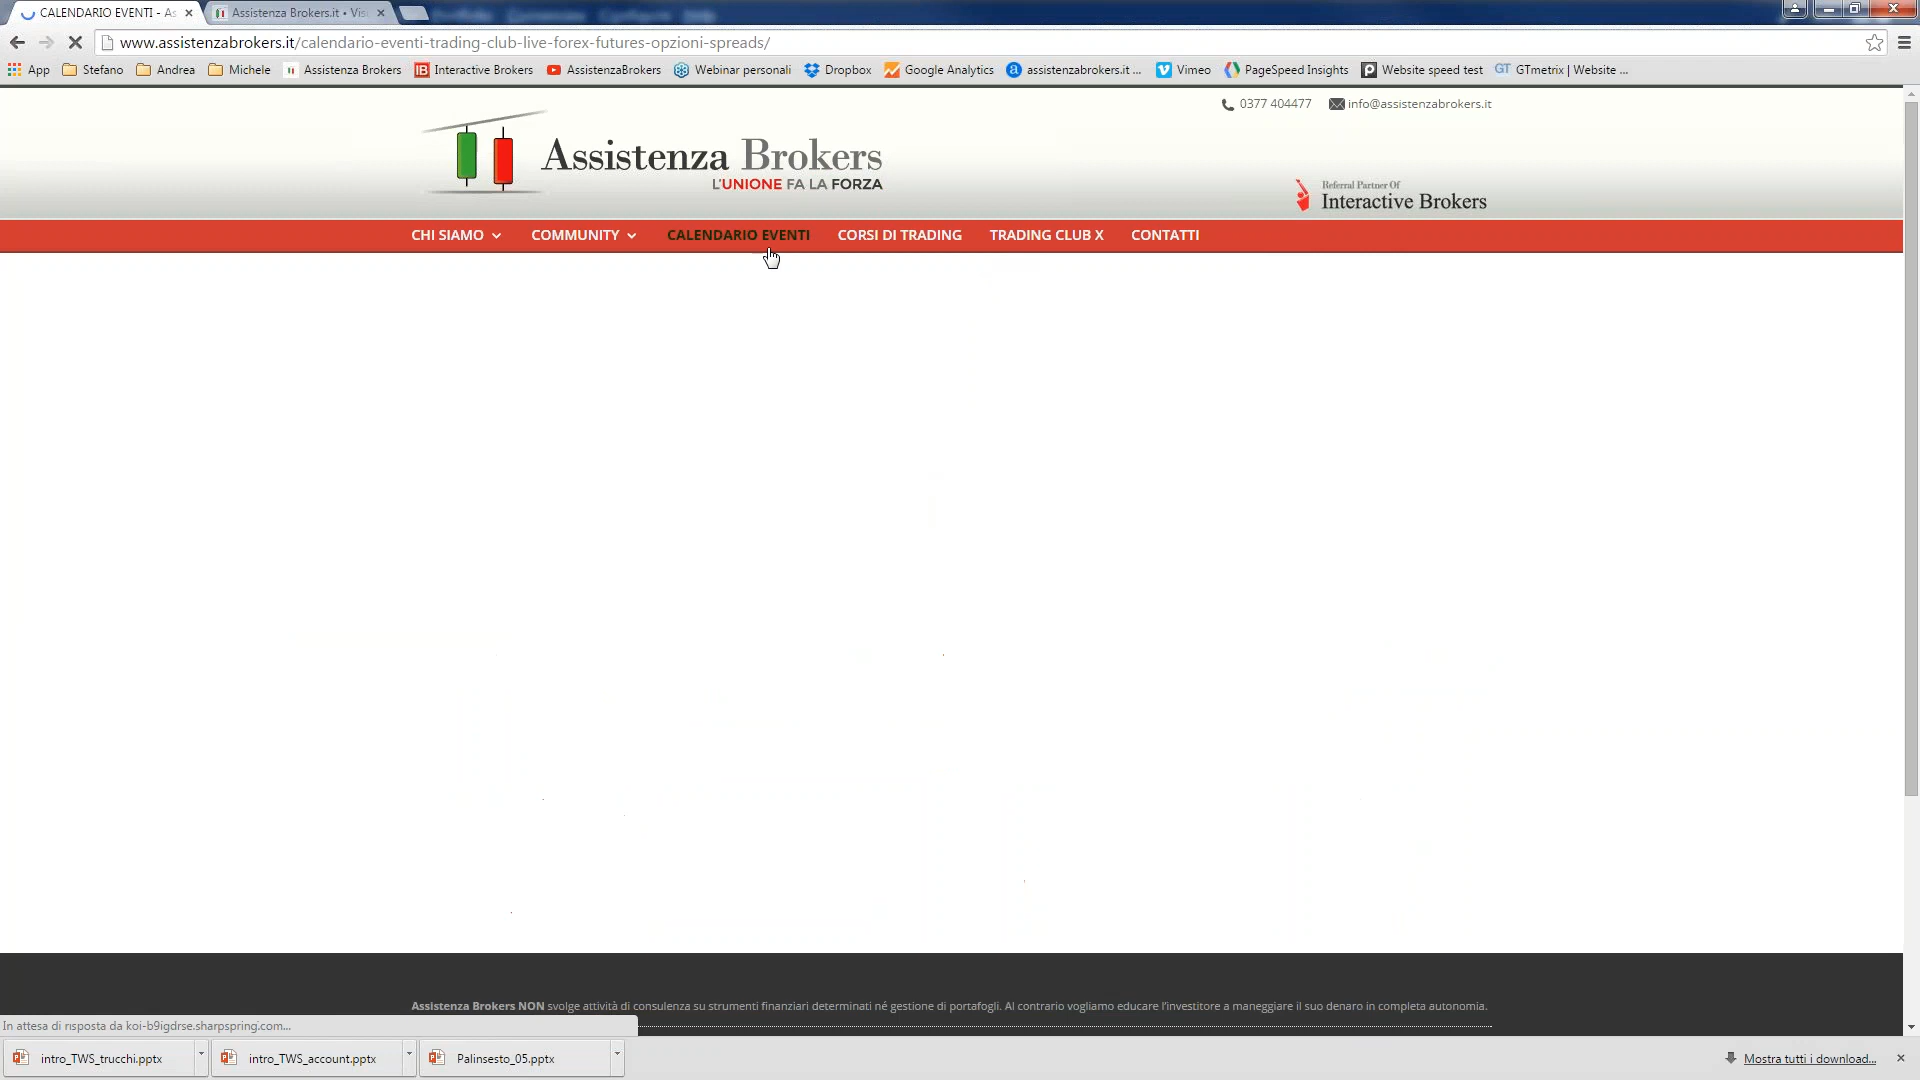 CALENDARIO EVENTI - As
Assistenza Brokers.it • Visu
www.assistenzabrokers.it/calendario-eventi-trading-club-live-forex-futures-opzioni-spreads/
App Stefano Andrea Michele Assistenza Brokers Interactive Brokers AssistenzaBrokers Webinar personali Dropbox Google Analytics assistenzabrokers.it ... Vimeo PageSpeed Insights Website speed test GTmetrix | Website ...
0377 404477 info@assistenzabrokers.it
Assistenza Brokers
L'UNIONE FA LA FORZA
Referral Partner Of
Interactive Brokers
CHI SIAMO COMMUNITY CALENDARIO EVENTI CORSI DI TRADING TRADING CLUB X CONTATTI
Assistenza Brokers NON svolge attività di consulenza su strumenti finanziari determinati né gestione di portafogli. Al contrario vogliamo educare l'investitore a maneggiare il suo denaro in completa autonomia.
In attesa di risposta da koi-b9igdrse.sharpspring.com...
intro_TWS_trucchi.pptx intro_TWS_account.pptx Palinsesto_05.pptx Mostra tutti i download...